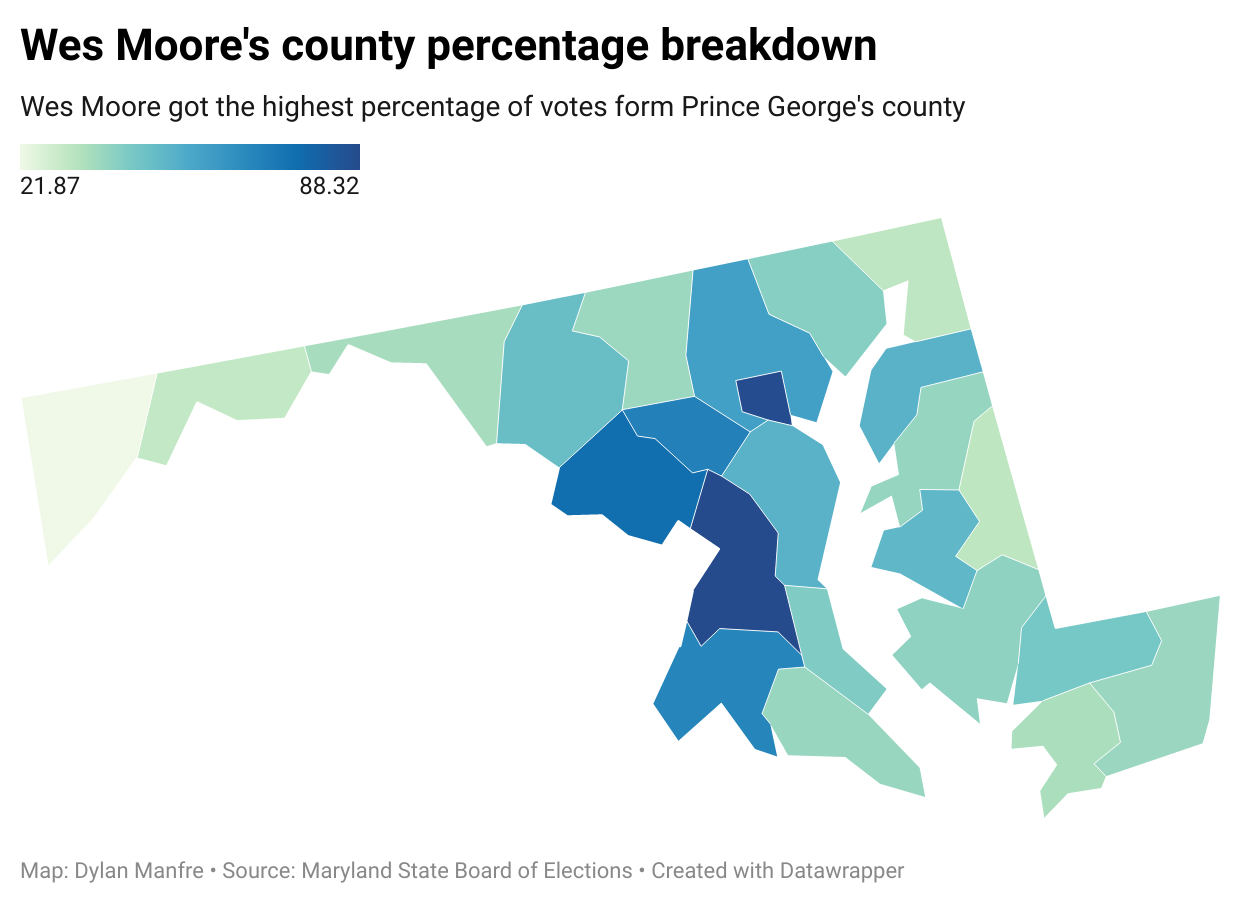 Wes Moore's county percentage breakdown
Wes Moore got the highest percentage of votes form Prince George's county
21.87 88.32
Map: Dylan Manfre • Source: Maryland State Board of Elections • Created with Datawrapper